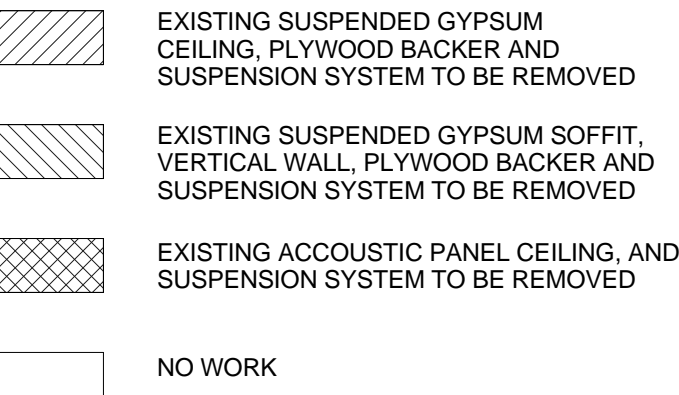 EXISTING SUSPENDED GYPSUM
CEILING, PLYWOOD BACKER AND
SUSPENSION SYSTEM TO BE REMOVED
EXISTING SUSPENDED GYPSUM SOFFIT,
VERTICAL WALL, PLYWOOD BACKER AND
SUSPENSION SYSTEM TO BE REMOVED
EXISTING ACCOUSTIC PANEL CEILING, AND
SUSPENSION SYSTEM TO BE REMOVED
NO WORK